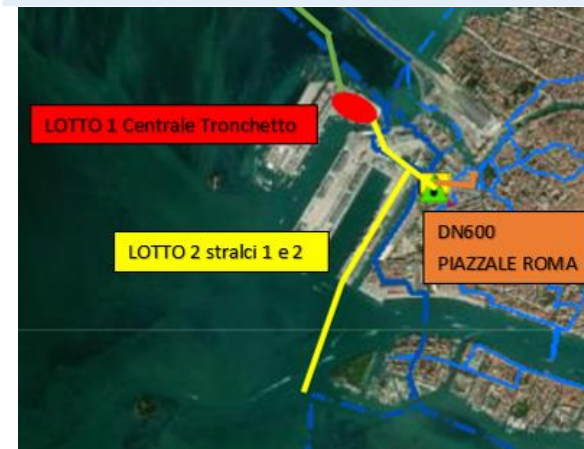 LOTTO 1 Centrale Tronchetto
LOTTO 2 stralci 1 e 2
DN600
PIAZZALE ROMA